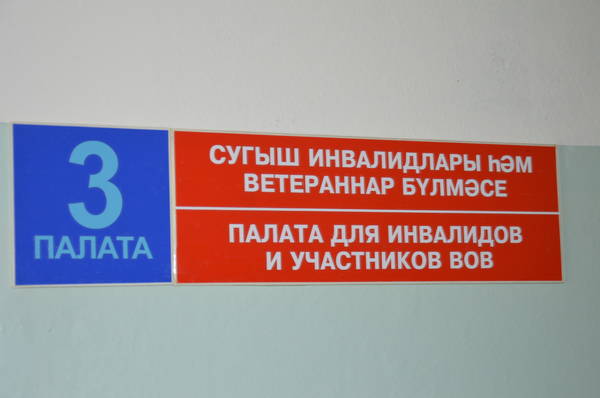 3
ПАЛАТА
СУГЫШ ИНВАЛИДЛАРЫ ҺӘМ
ВЕТЕРАННАР БҮЛМӘСЕ
ПАЛАТА ДЛЯ ИНВАЛИДОВ
И УЧАСТНИКОВ ВОВ